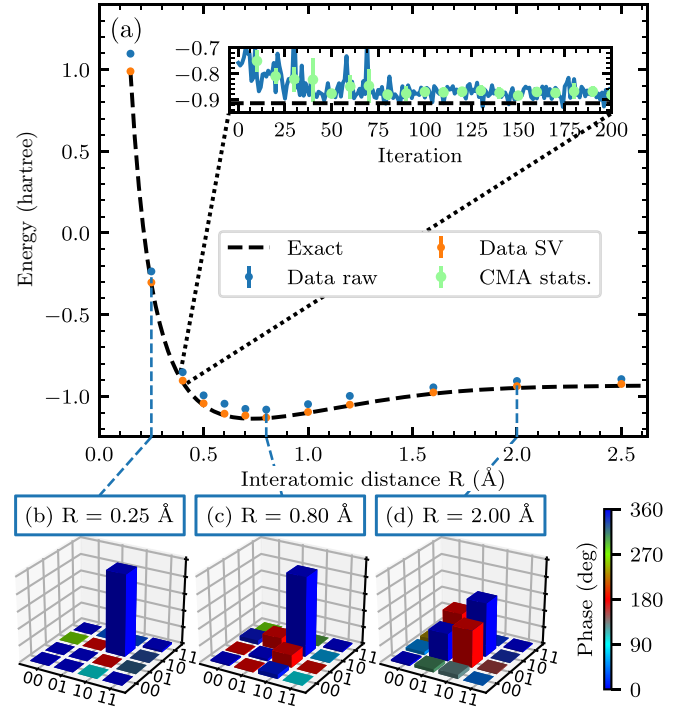 (a)
Energy (hartree)
1.0
0.5
0.0
−0.5
−1.0
−0.7
−0.8
−0.9
0 25 50 75 100 125 150 175 200
Iteration
Exact
Data raw
Data SV
CMA stats.
0.0 0.5 1.0 1.5 2.0 2.5
Interatomic distance R (Å)
(b) R = 0.25 Å
(c) R = 0.80 Å
(d) R = 2.00 Å
00 01 10 11
00 01 10 11
00 01 10 11
00 01 10 11
00 01 10 11
00 01 10 11
Phase (deg)
360
270
180
90
0